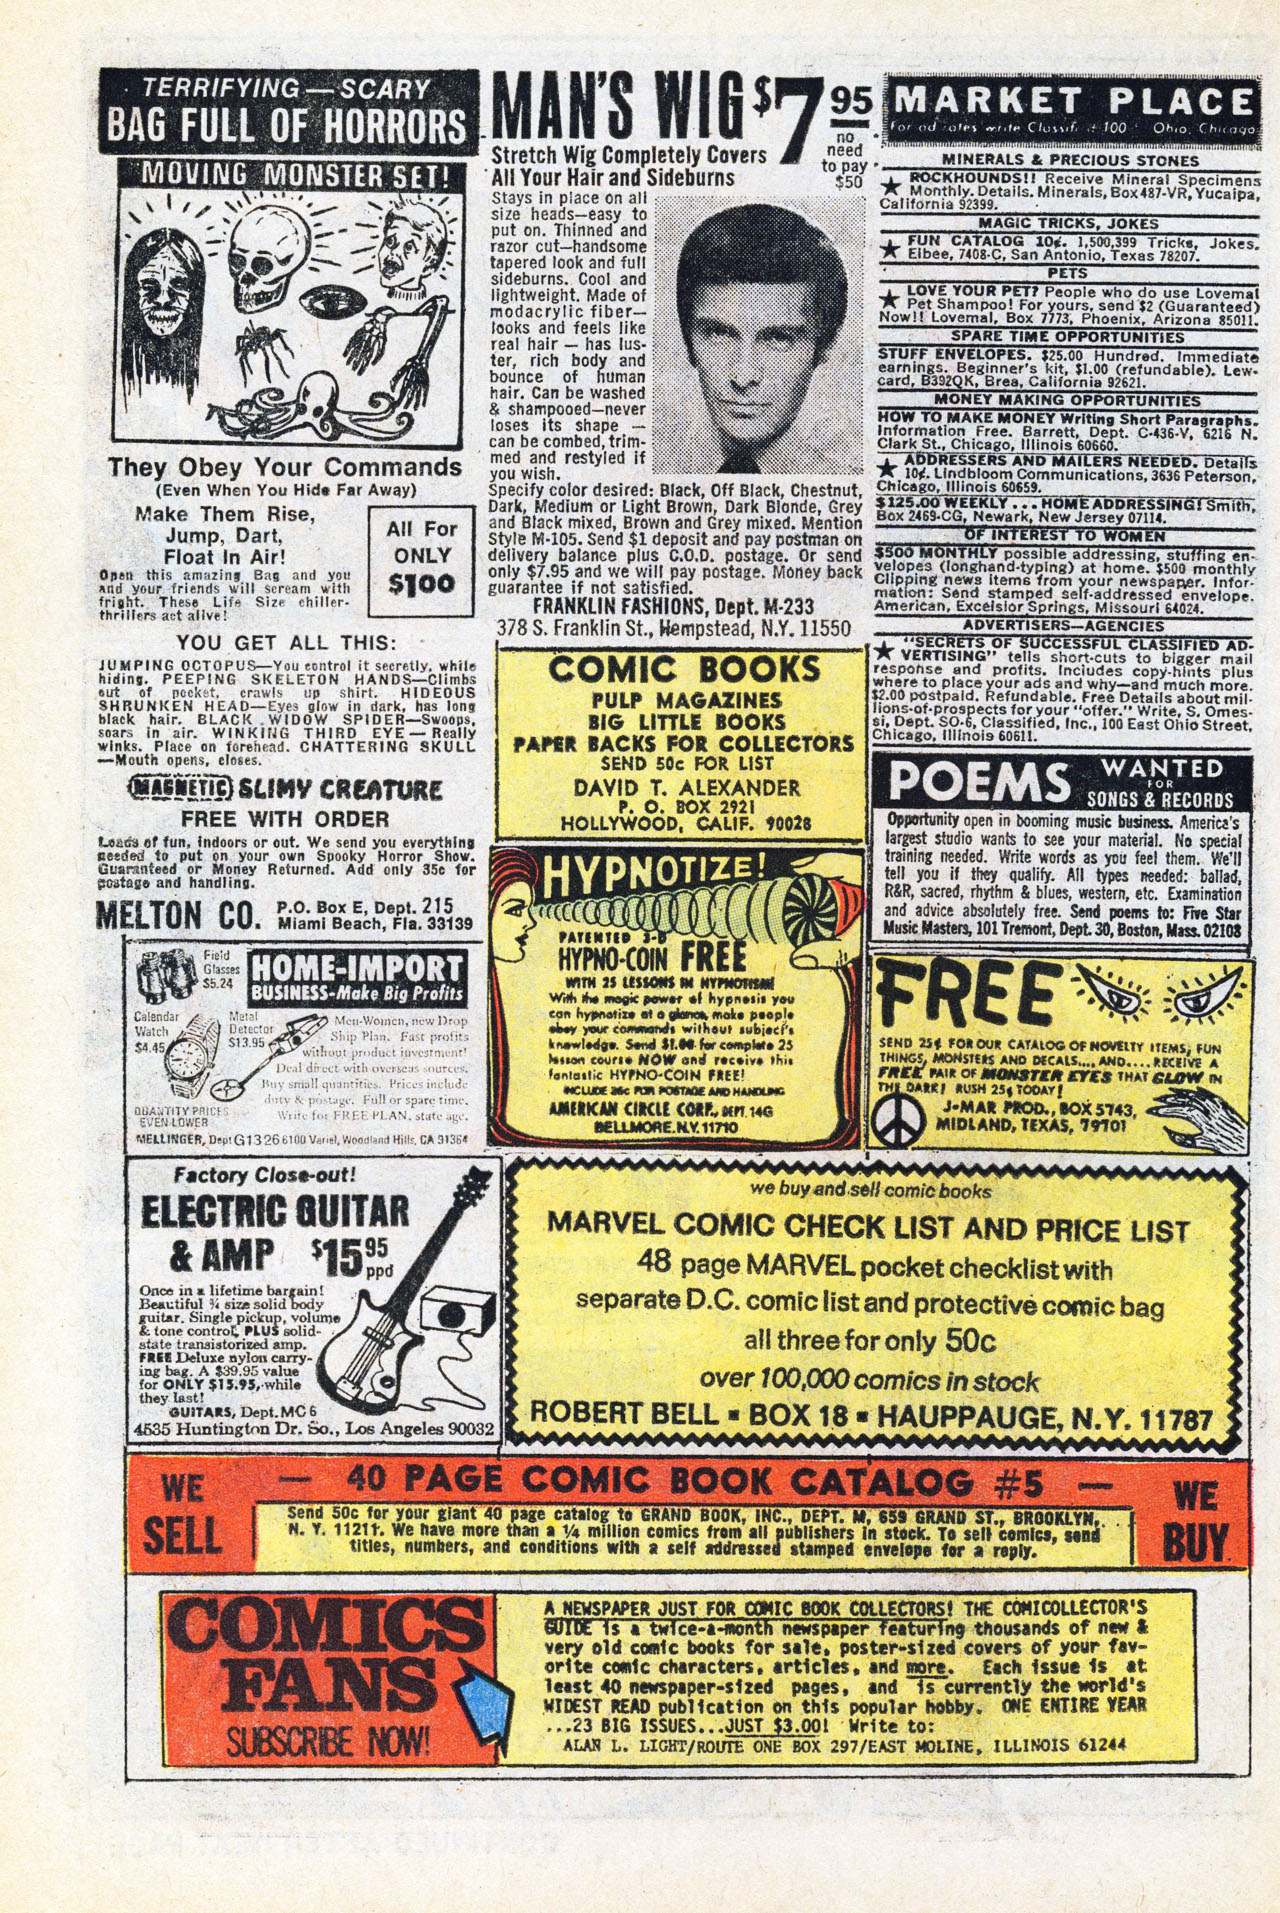 TERRIFYING — SCARY
BAG FULL OF HORRORS
MOVING MONSTER SET!
They Obey Your Commands
(Even When You Hide Far Away)
Make Them Rise,
Jump, Dart,
Float In Air!
Open this amazing Bag and you
and your friends will scream with
fright. These Life Size chiller-
thrillers act alive!
All For
ONLY
$1.00
YOU GET ALL THIS:
JUMPING OCTOPUS—You control it secretly, while
hiding. PEEPING SKELETON HANDS—Climbs
out of pocket, crawls up shirt. HIDEOUS
SHRUNKEN HEAD—Eyes glow in dark, has long
black hair. BLACK WIDOW SPIDER—Swoops,
soars in air. WINKING THIRD EYE — Really
winks. Place on forehead. CHATTERING SKULL
—Mouth opens, closes.
MAGNETIC SLIMY CREATURE
FREE WITH ORDER
Loads of fun, indoors or out. We send you everything
needed to put on your own Spooky Horror Show.
Guaranteed or Money Returned. Add only 35c for
postage and handling.
MELTON CO. P.O. Box E, Dept. 215
Miami Beach, Fla. 33139
MAN'S WIG $7 95
no
need
to pay
$50
Stretch Wig Completely Covers
All Your Hair and Sideburns
Stays in place on all
size heads—easy to
put on. Thinned and
razor cut—handsome
tapered look and full
sideburns. Cool and
lightweight. Made of
modacrylic fiber—
looks and feels like
real hair — has lus-
ter, rich body and
bounce of human
hair. Can be washed
& shampooed—never
loses its shape —
can be combed, trim-
med and restyled if
you wish.
Specify color desired: Black, Off Black, Chestnut,
Dark, Medium or Light Brown, Dark Blonde, Grey
and Black mixed, Brown and Grey mixed. Mention
Style M-105. Send $1 deposit and pay postman on
delivery balance plus C.O.D. postage. Or send
only $7.95 and we will pay postage. Money back
guarantee if not satisfied.
FRANKLIN FASHIONS, Dept. M-233
378 S. Franklin St., Hempstead, N.Y. 11550
MARKET PLACE
For ad rates write Classified 100 Ohio, Chicago
MINERALS & PRECIOUS STONES
★ ROCKHOUNDS!! Receive Mineral Specimens
Monthly. Details. Minerals, Box 487-VR, Yucaipa,
California 92399.
MAGIC TRICKS, JOKES
★ FUN CATALOG 10¢. 1,500,399 Tricks, Jokes.
Elbee, 7408-C, San Antonio, Texas 78207.
PETS
★ LOVE YOUR PET? People who do use Lovemal
Pet Shampoo! For yours, send $2 (Guaranteed)
Now!! Lovemal, Box 7773, Phoenix, Arizona 85011.
SPARE TIME OPPORTUNITIES
STUFF ENVELOPES. $25.00 Hundred. Immediate
earnings. Beginner's kit, $1.00 (refundable). Lew-
card, B392QK, Brea, California 92621.
MONEY MAKING OPPORTUNITIES
HOW TO MAKE MONEY Writing Short Paragraphs.
Information Free. Barrett, Dept. C-436-V, 6216 N.
Clark St., Chicago, Illinois 60660.
★ ADDRESSERS AND MAILERS NEEDED. Details
10¢. Lindbloom Communications, 3636 Peterson,
Chicago, Illinois 60659.
$125.00 WEEKLY . . . HOME ADDRESSING! Smith,
Box 2469-CG, Newark, New Jersey 07114.
OF INTEREST TO WOMEN
$500 MONTHLY possible addressing, stuffing en-
velopes (longhand-typing) at home. $500 monthly
Clipping news items from your newspaper. Infor-
mation: Send stamped self-addressed envelope.
American, Excelsior Springs, Missouri 64024.
ADVERTISERS—AGENCIES
★ "SECRETS OF SUCCESSFUL CLASSIFIED AD-
VERTISING" tells short-cuts to bigger mail
response and profits. Includes copy-hints plus
where to place your ads and why—and much more.
$2.00 postpaid. Refundable. Free Details about mil-
lions-of-prospects for your "offer." Write, S. Omes-
si, Dept. SO-6, Classified, Inc., 100 East Ohio Street,
Chicago, Illinois 60611.
COMIC BOOKS
PULP MAGAZINES
BIG LITTLE BOOKS
PAPER BACKS FOR COLLECTORS
SEND 50c FOR LIST
DAVID T. ALEXANDER
P. O. BOX 2921
HOLLYWOOD, CALIF. 90028
POEMS WANTED
FOR
SONGS & RECORDS
Opportunity open in booming music business. America's
largest studio wants to see your material. No special
training needed. Write words as you feel them. We'll
tell you if they qualify. All types needed: ballad,
R&R, sacred, rhythm & blues, western, etc. Examination
and advice absolutely free. Send poems to: Five Star
Music Masters, 101 Tremont, Dept. 30, Boston, Mass. 02108
HYPNOTIZE!
PATENTED 3-D
HYPNO-COIN FREE
WITH 25 LESSONS IN HYPNOTISM!
With the magic power of hypnosis you
can hypnotize at a glance, make people
obey your commands without subject's
knowledge. Send $1.00 for complete 25
lesson course NOW and receive this
fantastic HYPNO-COIN FREE!
INCLUDE 35c FOR POSTAGE AND HANDLING
AMERICAN CIRCLE CORP., DEPT. 14G
BELLMORE, N.Y. 11710
FREE
SEND 25¢ FOR OUR CATALOG OF NOVELTY ITEMS, FUN
THINGS, MONSTERS AND DECALS.... AND.... RECEIVE A
FREE PAIR OF MONSTER EYES THAT GLOW IN
THE DARK! RUSH 25¢ TODAY!
J-MAR PROD., BOX 5743,
MIDLAND, TEXAS, 79701
Field
Glasses
$5.24
HOME-IMPORT
BUSINESS-Make Big Profits
Calendar
Watch
$4.45
Metal
Detector
$13.95
Men-Women, new Drop
Ship Plan. Fast profits
without product investment!
Deal direct with overseas sources.
Buy small quantities. Prices include
duty & postage. Full or spare time.
Write for FREE PLAN, state age.
QUANTITY PRICES
EVEN LOWER
MELLINGER, Dept G1326 6100 Variel, Woodland Hills, CA 91364
Factory Close-out!
ELECTRIC GUITAR
& AMP $15 95 ppd
Once in a lifetime bargain!
Beautiful ¾ size solid body
guitar. Single pickup, volume
& tone control, PLUS solid-
state transistorized amp.
FREE Deluxe nylon carry-
ing bag. A $39.95 value
for ONLY $15.95, while
they last!
GUITARS, Dept. MC 6
4535 Huntington Dr. So., Los Angeles 90032
we buy and sell comic books
MARVEL COMIC CHECK LIST AND PRICE LIST
48 page MARVEL pocket checklist with
separate D.C. comic list and protective comic bag
all three for only 50c
over 100,000 comics in stock
ROBERT BELL ▪ BOX 18 ▪ HAUPPAUGE, N.Y. 11787
WE
SELL
— 40 PAGE COMIC BOOK CATALOG #5 —
Send 50c for your giant 40 page catalog to GRAND BOOK, INC., DEPT. M, 659 GRAND ST., BROOKLYN,
N. Y. 11211. We have more than a ¼ million comics from all publishers in stock. To sell comics, send
titles, numbers, and conditions with a self addressed stamped envelope for a reply.
WE
BUY
COMICS
FANS
SUBSCRIBE NOW!
A NEWSPAPER JUST FOR COMIC BOOK COLLECTORS! THE COMICOLLECTOR'S
GUIDE is a twice-a-month newspaper featuring thousands of new &
very old comic books for sale, poster-sized covers of your fav-
orite comic characters, articles, and more. Each issue is at
least 40 newspaper-sized pages, and is currently the world's
WIDEST READ publication on this popular hobby. ONE ENTIRE YEAR
...23 BIG ISSUES...JUST $3.00! Write to:
ALAN L. LIGHT/ROUTE ONE BOX 297/EAST MOLINE, ILLINOIS 61244